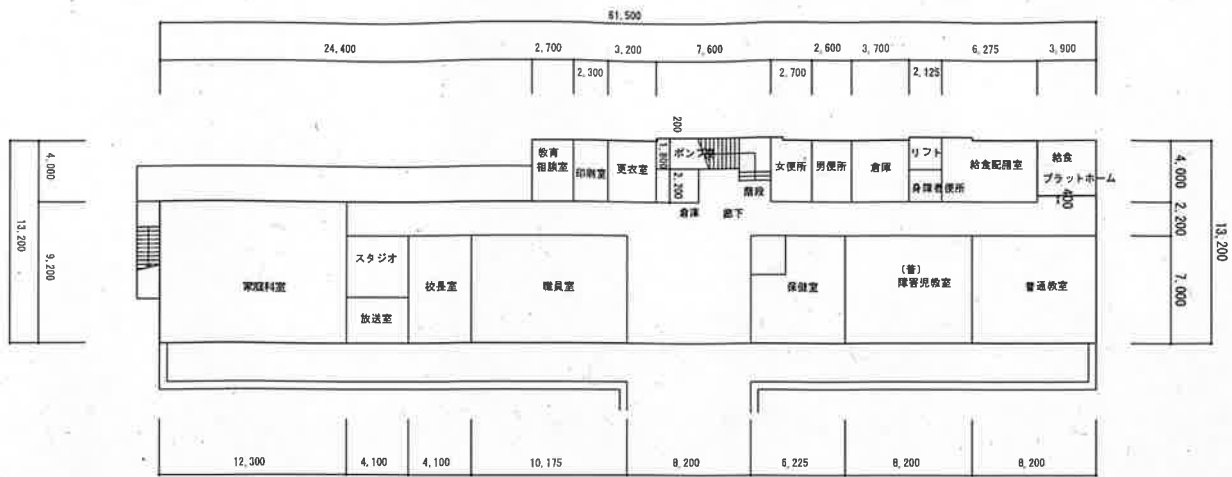 61,500
24,400
2,700
3,200
7,600
2,600
3,700
6,275
3,900
2,300
2,700
2,125
200
4,000
9,200
13,200
教育
相談室
印刷室
更衣室
1,800
ポンプ室
2,200
倉庫
階段
廊下
女便所
男便所
倉庫
リフト
身障者便所
給食配膳室
給食
プラットホーム
400
4,000
2,200
7,000
13,200
家庭科室
スタジオ
放送室
校長室
職員室
保健室
(普)
障害児教室
普通教室
12,300
4,100
4,100
10,175
8,200
6,225
8,200
8,200